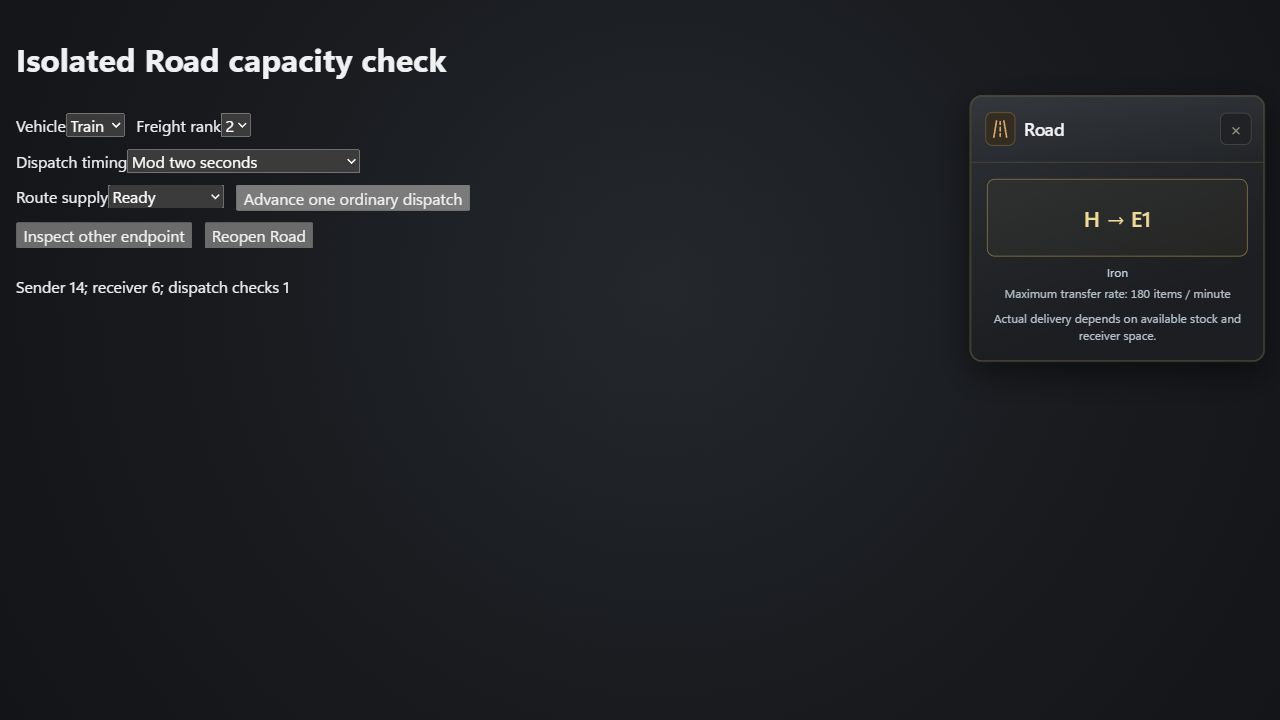 Isolated Road capacity check
Vehicle Train Freight rank 2
Dispatch timing Mod two seconds
Route supply Ready Advance one ordinary dispatch
Inspect other endpoint Reopen Road
Sender 14; receiver 6; dispatch checks 1
Road ×
H → E1
Iron
Maximum transfer rate: 180 items / minute
Actual delivery depends on available stock and
receiver space.